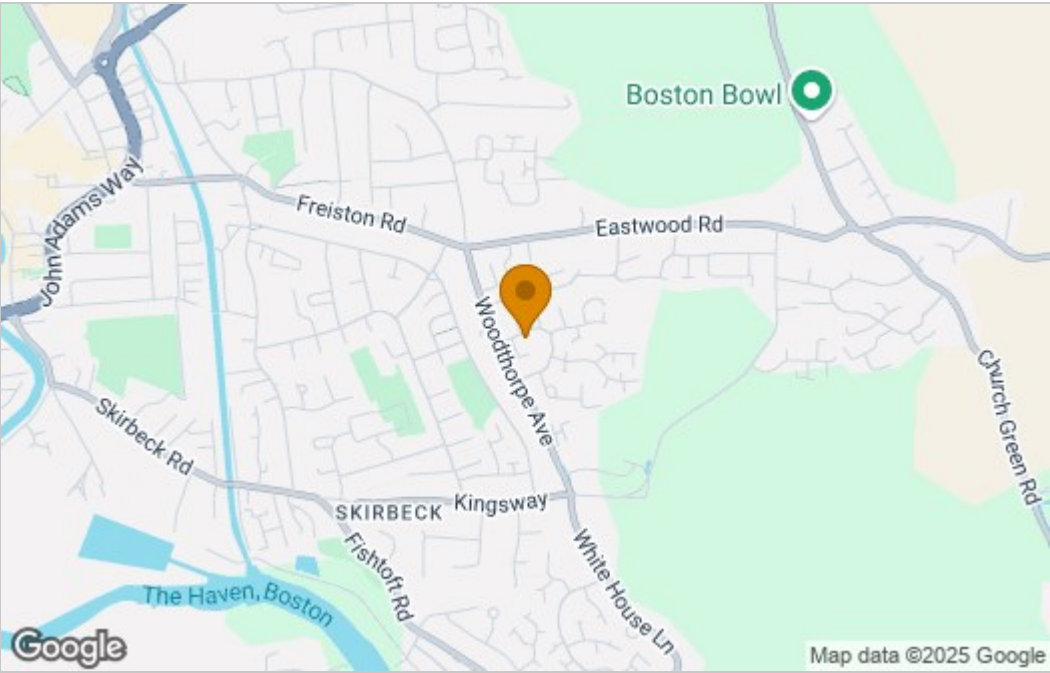 Boston Bowl
John Adams Way
Freiston Rd
Eastwood Rd
Woodthorpe Ave
Church Green Rd
Skirbeck Rd
Kingsway
SKIRBECK
Fishtoft Rd
White House Ln
The Haven, Boston
Google
Map data ©2025 Google